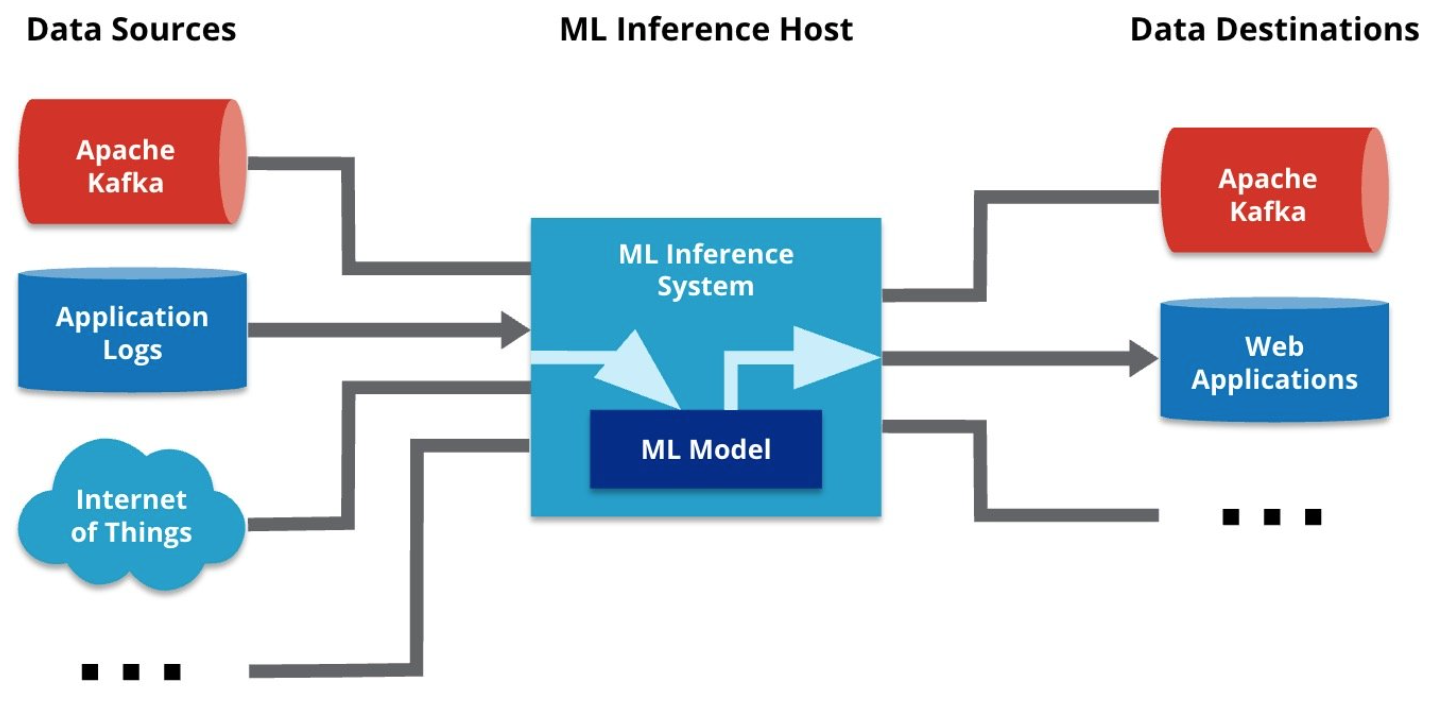 Data Sources
ML Inference Host
Data Destinations
Apache
Kafka
Application
Logs
Internet
of Things
ML Inference
System
ML Model
Apache
Kafka
Web
Applications